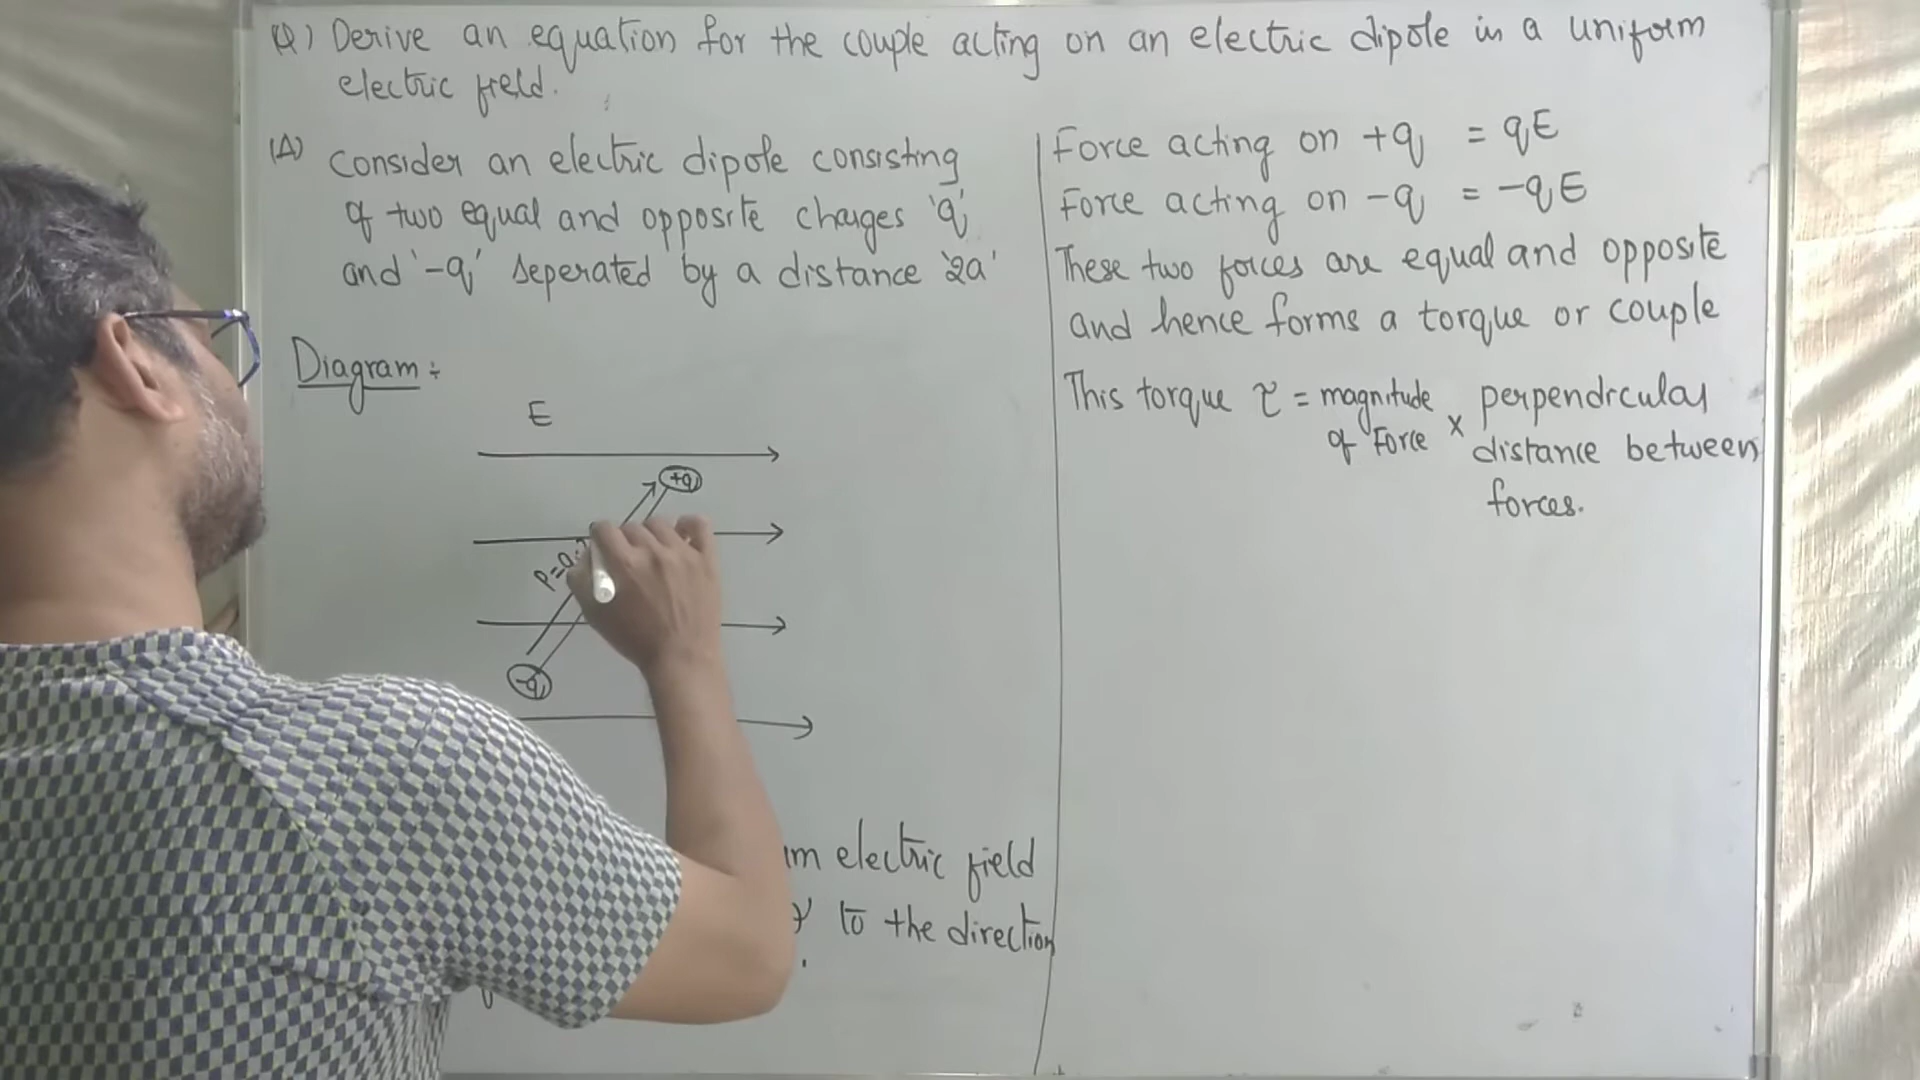 Q) Derive an equation for the couple acting on an electric dipole in a uniform
electric field.
(A) Consider an electric dipole consisting
of two equal and opposite charges 'q'
and '-q' seperated by a distance '2a'
Diagram:
E
+q
P=q
-q
im electric field
to the direction
Force acting on +q = qE
Force acting on -q = -qE
These two forces are equal and opposite
and hence forms a torque or couple
This torque τ = magnitude of Force × perpendicular
distance between
forces.